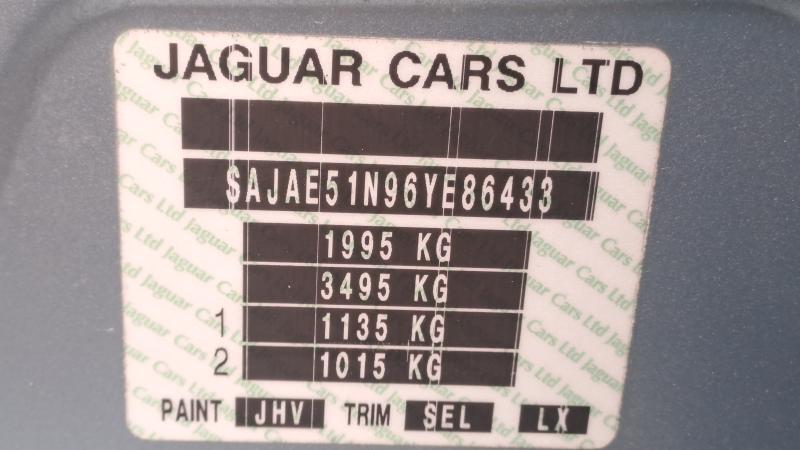 JAGUAR CARS LTD
SAJAE51N96YE86433
1995 KG
3495 KG
1 1135 KG
2 1015 KG
PAINT JHV TRIM SEL LX